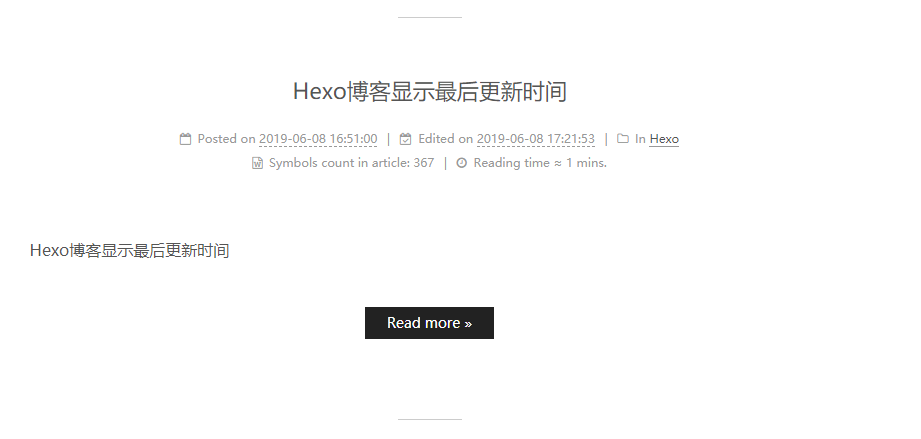 Hexo博客显示最后更新时间
Posted on 2019-06-08 16:51:00 | Edited on 2019-06-08 17:21:53 | In Hexo
Symbols count in article: 367 | Reading time ≈ 1 mins.
Hexo博客显示最后更新时间
Read more »